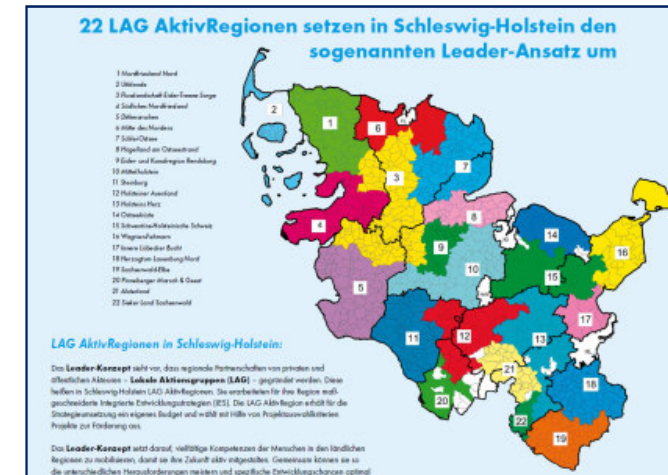 22 LAG AktivRegionen setzen in Schleswig-Holstein den
sogenannten Leader-Ansatz um
1 Nordfriesland Nord
2 Uthlande
3 Flusslandschaft Eider-Treene-Sorge
4 Südliches Nordfriesland
5 Dithmarschen
6 Mitte des Nordens
7 Schlei-Ostsee
8 Hügelland am Ostseestrand
9 Eider- und Kanalregion Rendsburg
10 Mittelholstein
11 Steinburg
12 Holsteiner Auenland
13 Holsteins Herz
14 Ostseeküste
15 Schwentine-Holsteinische Schweiz
16 Wagrien-Fehmarn
17 Innere Lübecker Bucht
18 Herzogtum Lauenburg Nord
19 Sachsenwald-Elbe
20 Pinneberger Marsch & Geest
21 Alsterland
22 Sieker Land Sachsenwald
1
2
3
4
5
6
7
8
9
10
11
12
13
14
15
16
17
18
19
20
21
22
LAG AktivRegionen in Schleswig-Holstein:
Das Leader-Konzept sieht vor, dass regionale Partnerschaften von privaten und
öffentlichen Akteuren – Lokale Aktionsgruppen (LAG) – gegründet werden. Diese
heißen in Schleswig-Holstein LAG AktivRegionen. Sie erarbeiteten für ihre Region maß-
geschneiderte Integrierte Entwicklungsstrategien (IES). Die LAG AktivRegion erhält für die
Strategieumsetzung ein eigenes Budget und wählt mit Hilfe von Projektauswahlkriterien
Projekte zur Förderung aus.
Das Leader-Konzept setzt darauf, vielfältige Kompetenzen der Menschen in den ländlichen
Regionen zu mobilisieren, damit sie ihre Zukunft aktiv mitgestalten. Gemeinsam können sie so
die unterschiedlichen Herausforderungen meistern und spezifische Entwicklungschancen optimal